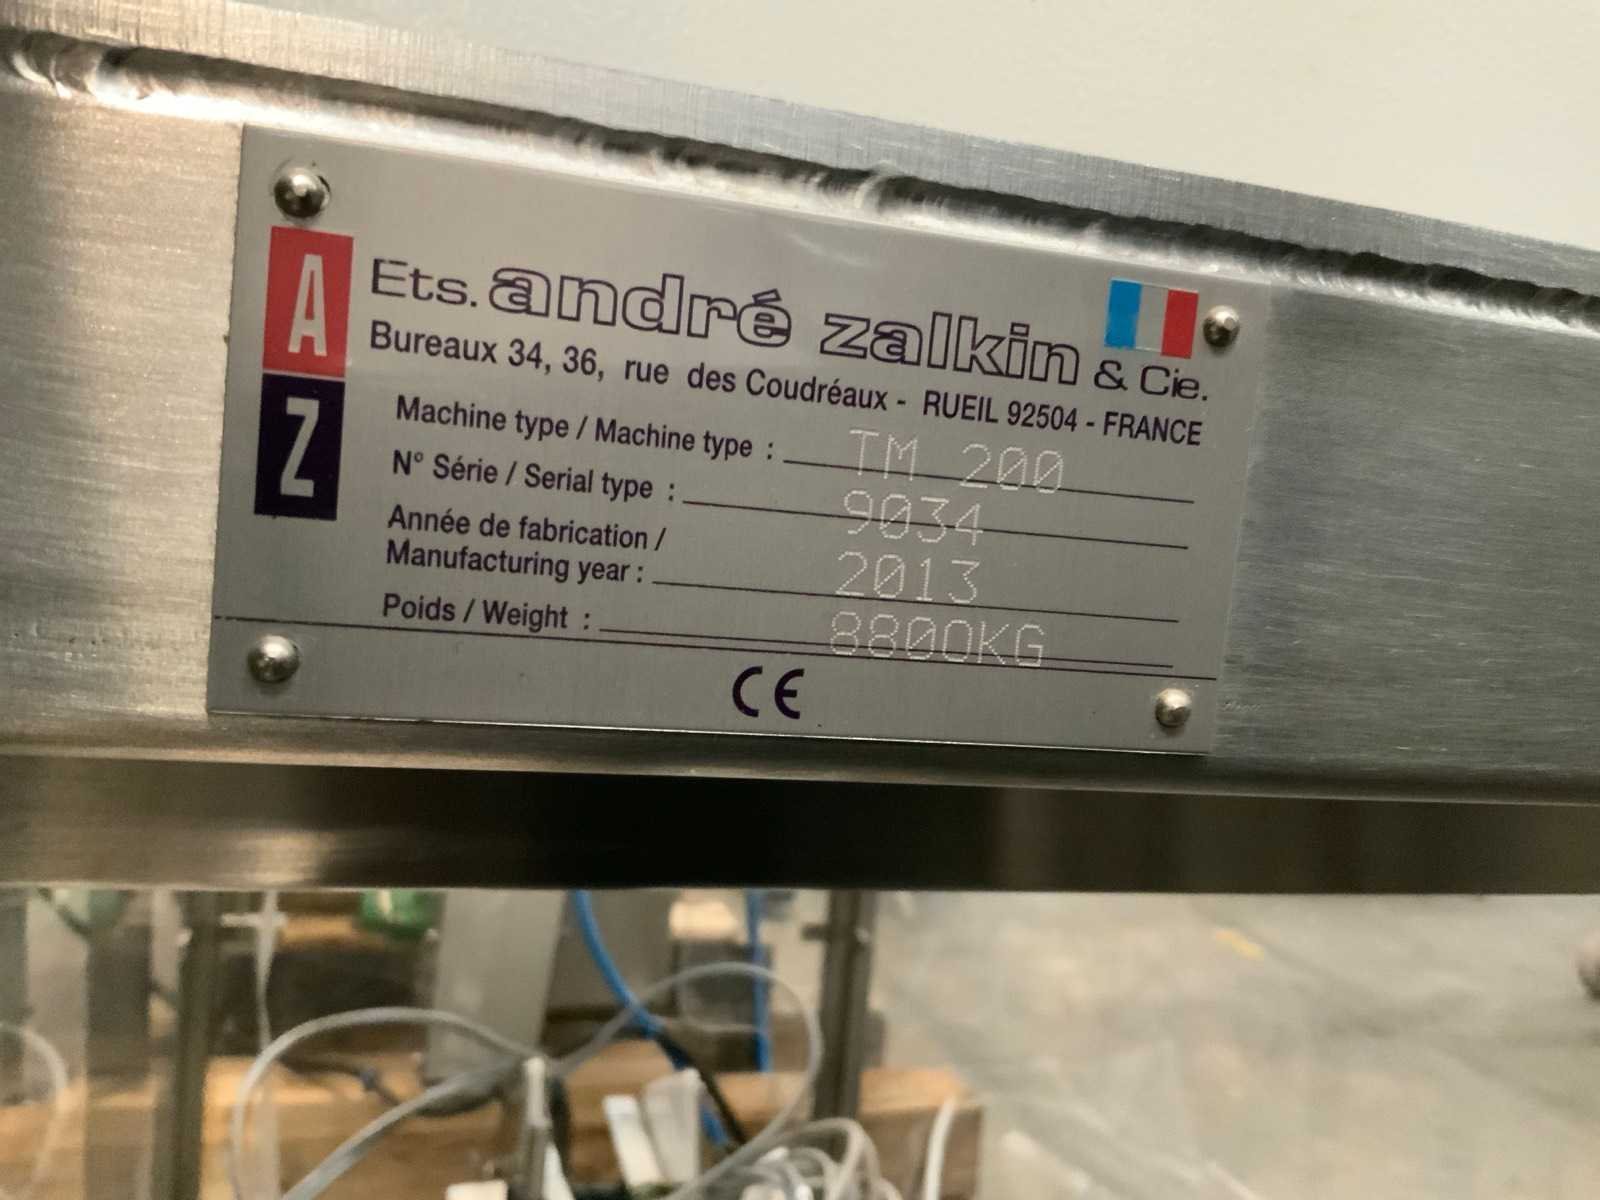 A
Z
Ets. andré zalkin & Cie.
Bureaux 34, 36, rue des Coudréaux - RUEIL 92504 - FRANCE
Machine type / Machine type : TM 200
N° Série / Serial type : 9034
Année de fabrication /
Manufacturing year : 2013
Poids / Weight : 8800KG
CE